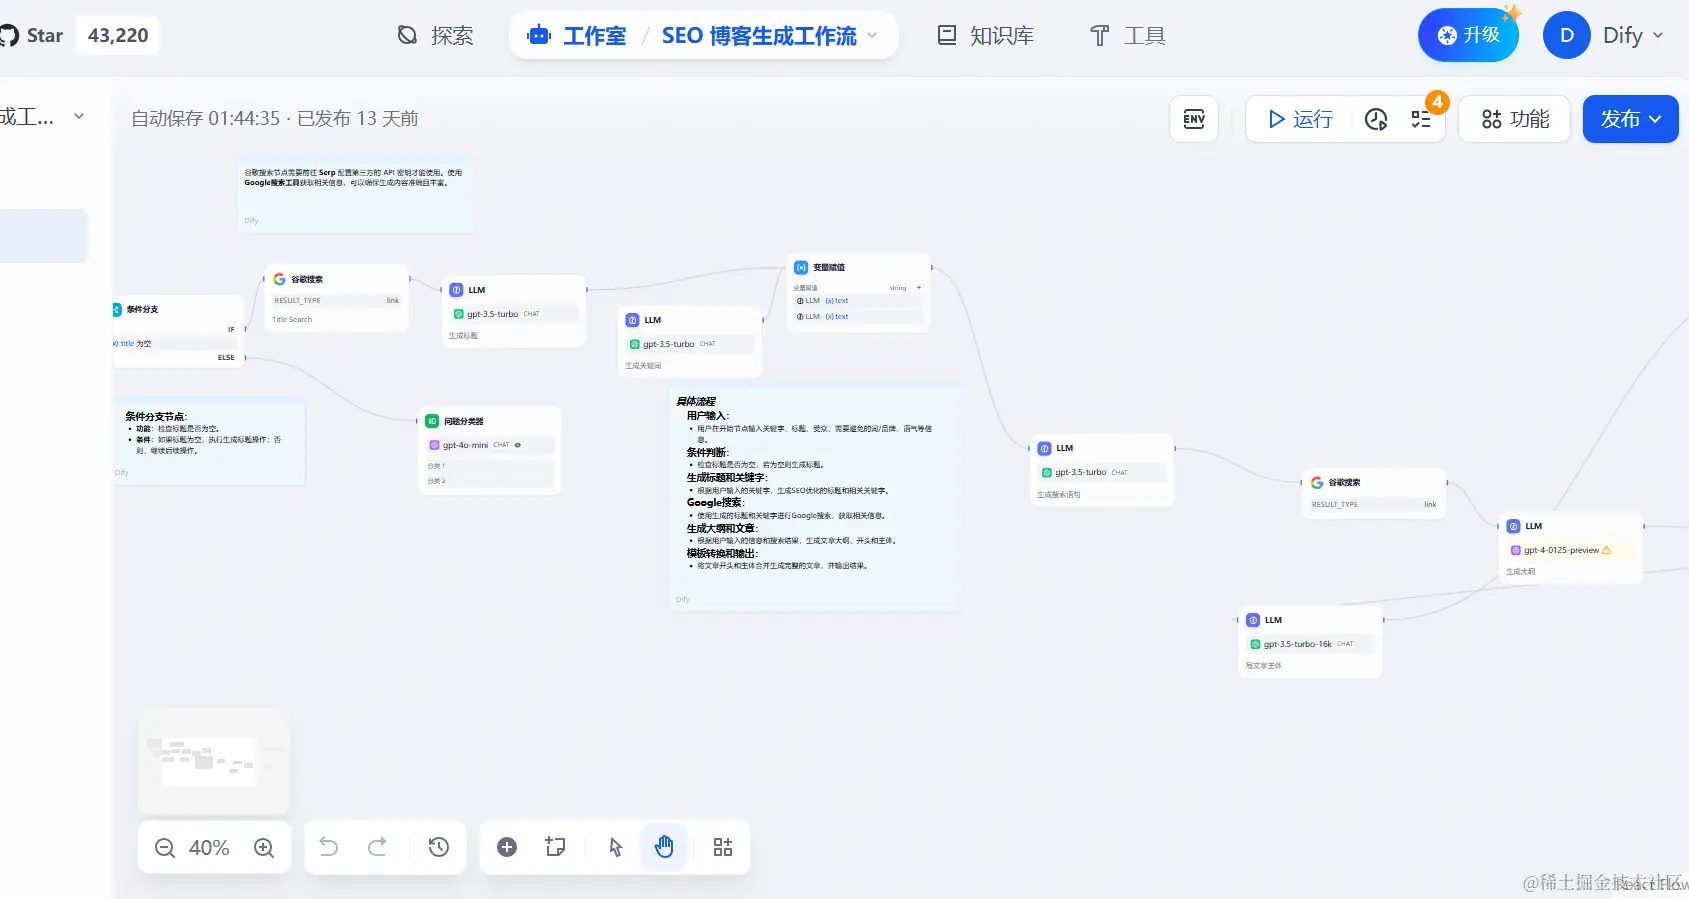 Star 43,220
探索
工作室 / SEO 博客生成工作流
知识库
工具
升级
D Dify
成工...
自动保存 01:44:35 · 已发布 13 天前
ENV
运行
4
功能
发布
谷歌搜索节点需要前往 Serp 配置第三方的 API 密钥才能使用。使用
Google搜索工具获取相关信息，可以确保生成内容准确且丰富。
Dify
条件分支
IF
title 为空
ELSE
谷歌搜索
RESULT_TYPE link
Title Search
LLM
gpt-3.5-turbo CHAT
生成标题
LLM
gpt-3.5-turbo CHAT
生成关键词
变量赋值
变量赋值 string +
LLM {x} text
LLM {x} text
条件分支节点：
• 功能：检查标题是否为空。
• 条件：如果标题为空，执行生成标题操作；否
则，继续后续操作。
Dify
问题分类器
gpt-4o-mini CHAT
分类 1
分类 2
具体流程
用户输入：
• 用户在开始节点输入关键字、标题、受众、需要避免的词/品牌、语气等信
息。
条件判断：
• 检查标题是否为空，若为空则生成标题。
生成标题和关键字：
• 根据用户输入的关键字，生成SEO优化的标题和相关关键字。
Google搜索：
• 使用生成的标题和关键字进行Google搜索，获取相关信息。
生成大纲和文章：
• 根据用户输入的信息和搜索结果，生成文章大纲、开头和主体。
模板转换和输出：
• 将文章开头和主体合并生成完整的文章，并输出结果。
Dify
LLM
gpt-3.5-turbo CHAT
生成搜索语句
谷歌搜索
RESULT_TYPE link
LLM
gpt-4-0125-preview
生成大纲
LLM
gpt-3.5-turbo-16k CHAT
写文章主体
40%
@稀土掘金技术社区
React Flow